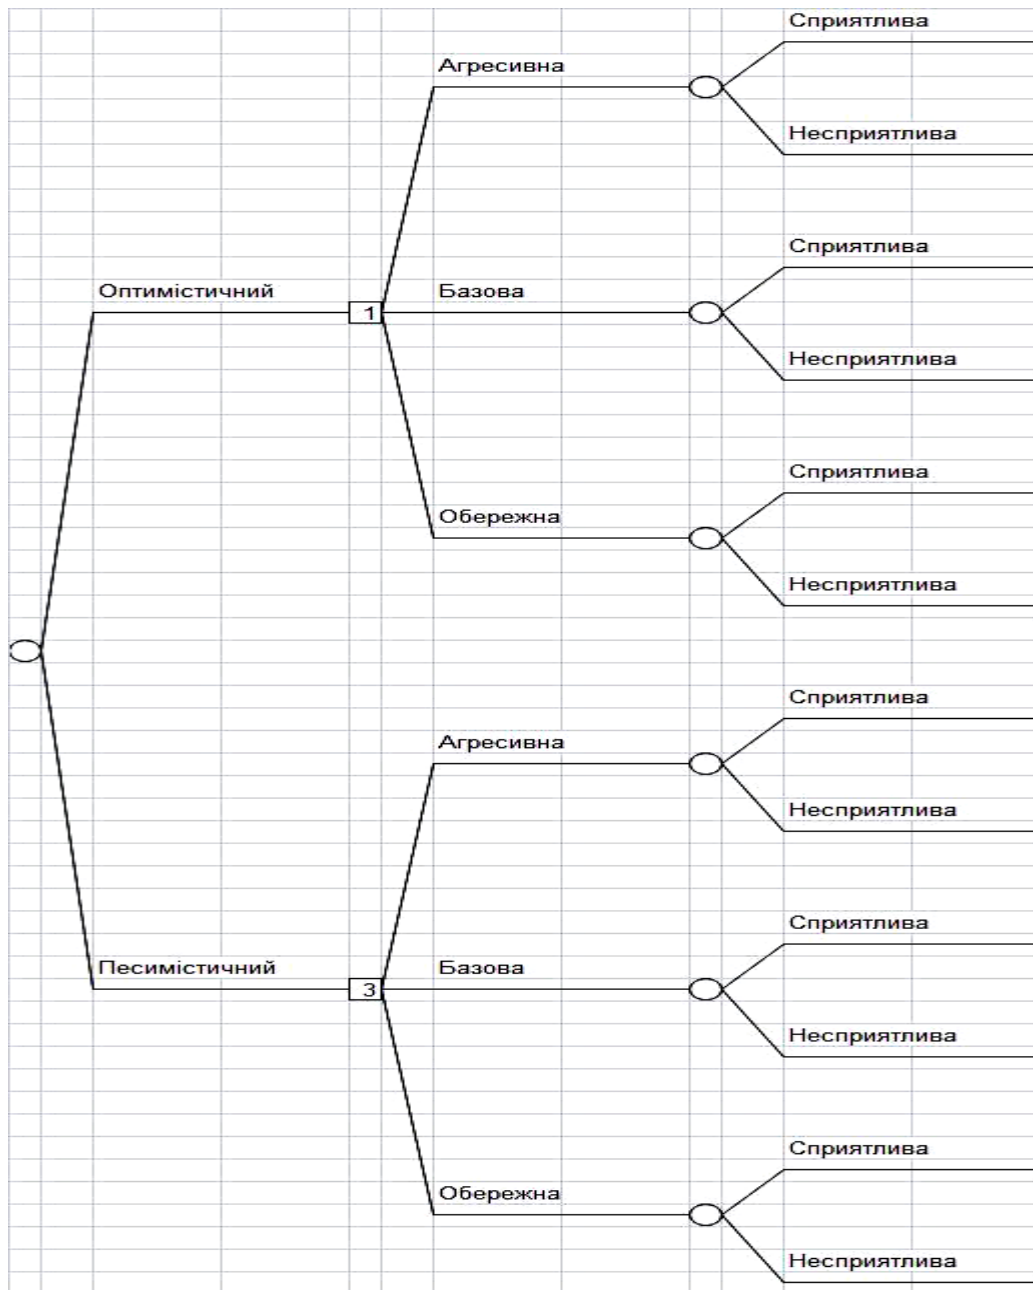 Сприятлива
Агресивна
Несприятлива
Сприятлива
Оптимістичний
1
Базова
Несприятлива
Сприятлива
Обережна
Несприятлива
Сприятлива
Агресивна
Несприятлива
Сприятлива
Песимістичний
3
Базова
Несприятлива
Сприятлива
Обережна
Несприятлива